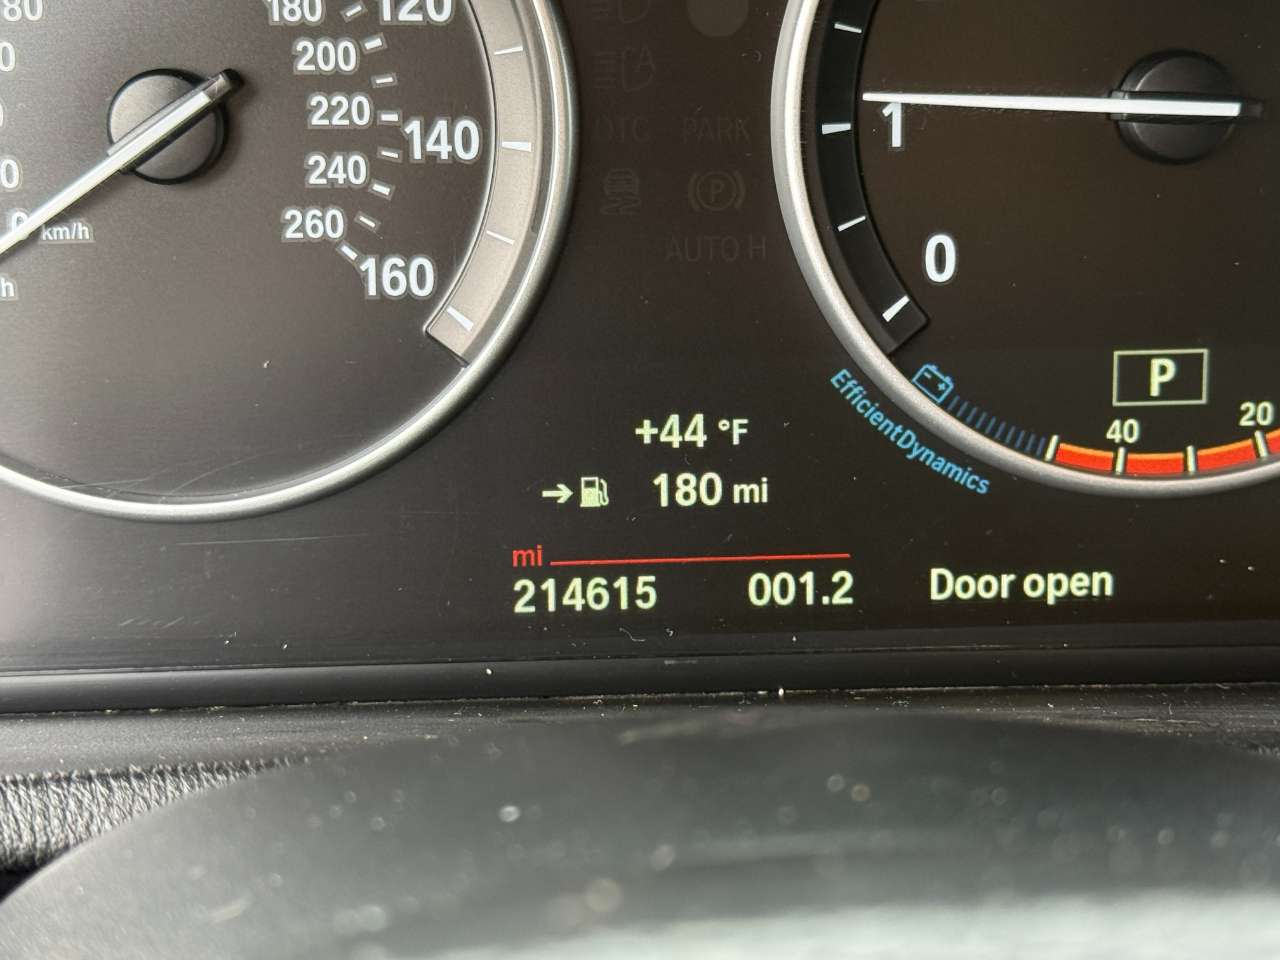 180
120
200
220
140
240
260
160
0
km/h
h
DTC PARK
P
AUTO H
1
0
P
40
20
EfficientDynamics
+44 °F
180 mi
mi
214615 001.2 Door open